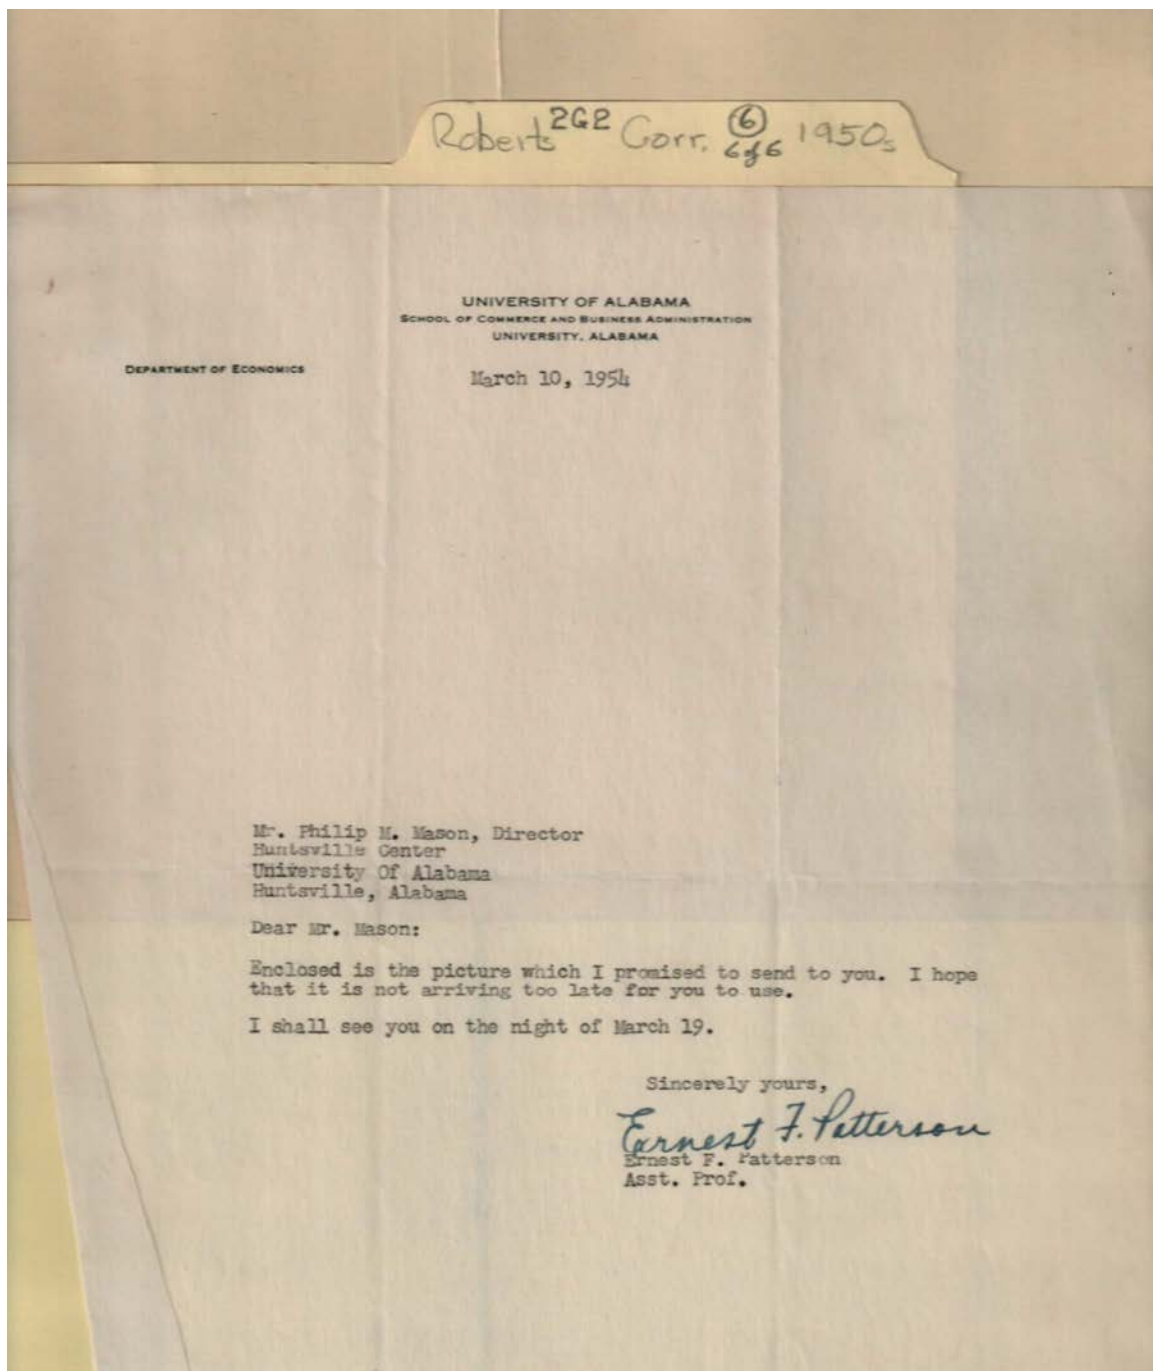 Roberts 2G2 Corr. 6 6 of 6 1950s
UNIVERSITY OF ALABAMA
SCHOOL OF COMMERCE AND BUSINESS ADMINISTRATION
UNIVERSITY, ALABAMA
DEPARTMENT OF ECONOMICS
March 10, 1954
Mr. Philip M. Mason, Director
Huntsville Center
University Of Alabama
Huntsville, Alabama
Dear Mr. Mason:
Enclosed is the picture which I promised to send to you. I hope
that it is not arriving too late for you to use.
I shall see you on the night of March 19.
Sincerely yours,
Ernest F. Patterson
Ernest F. Patterson
Asst. Prof.